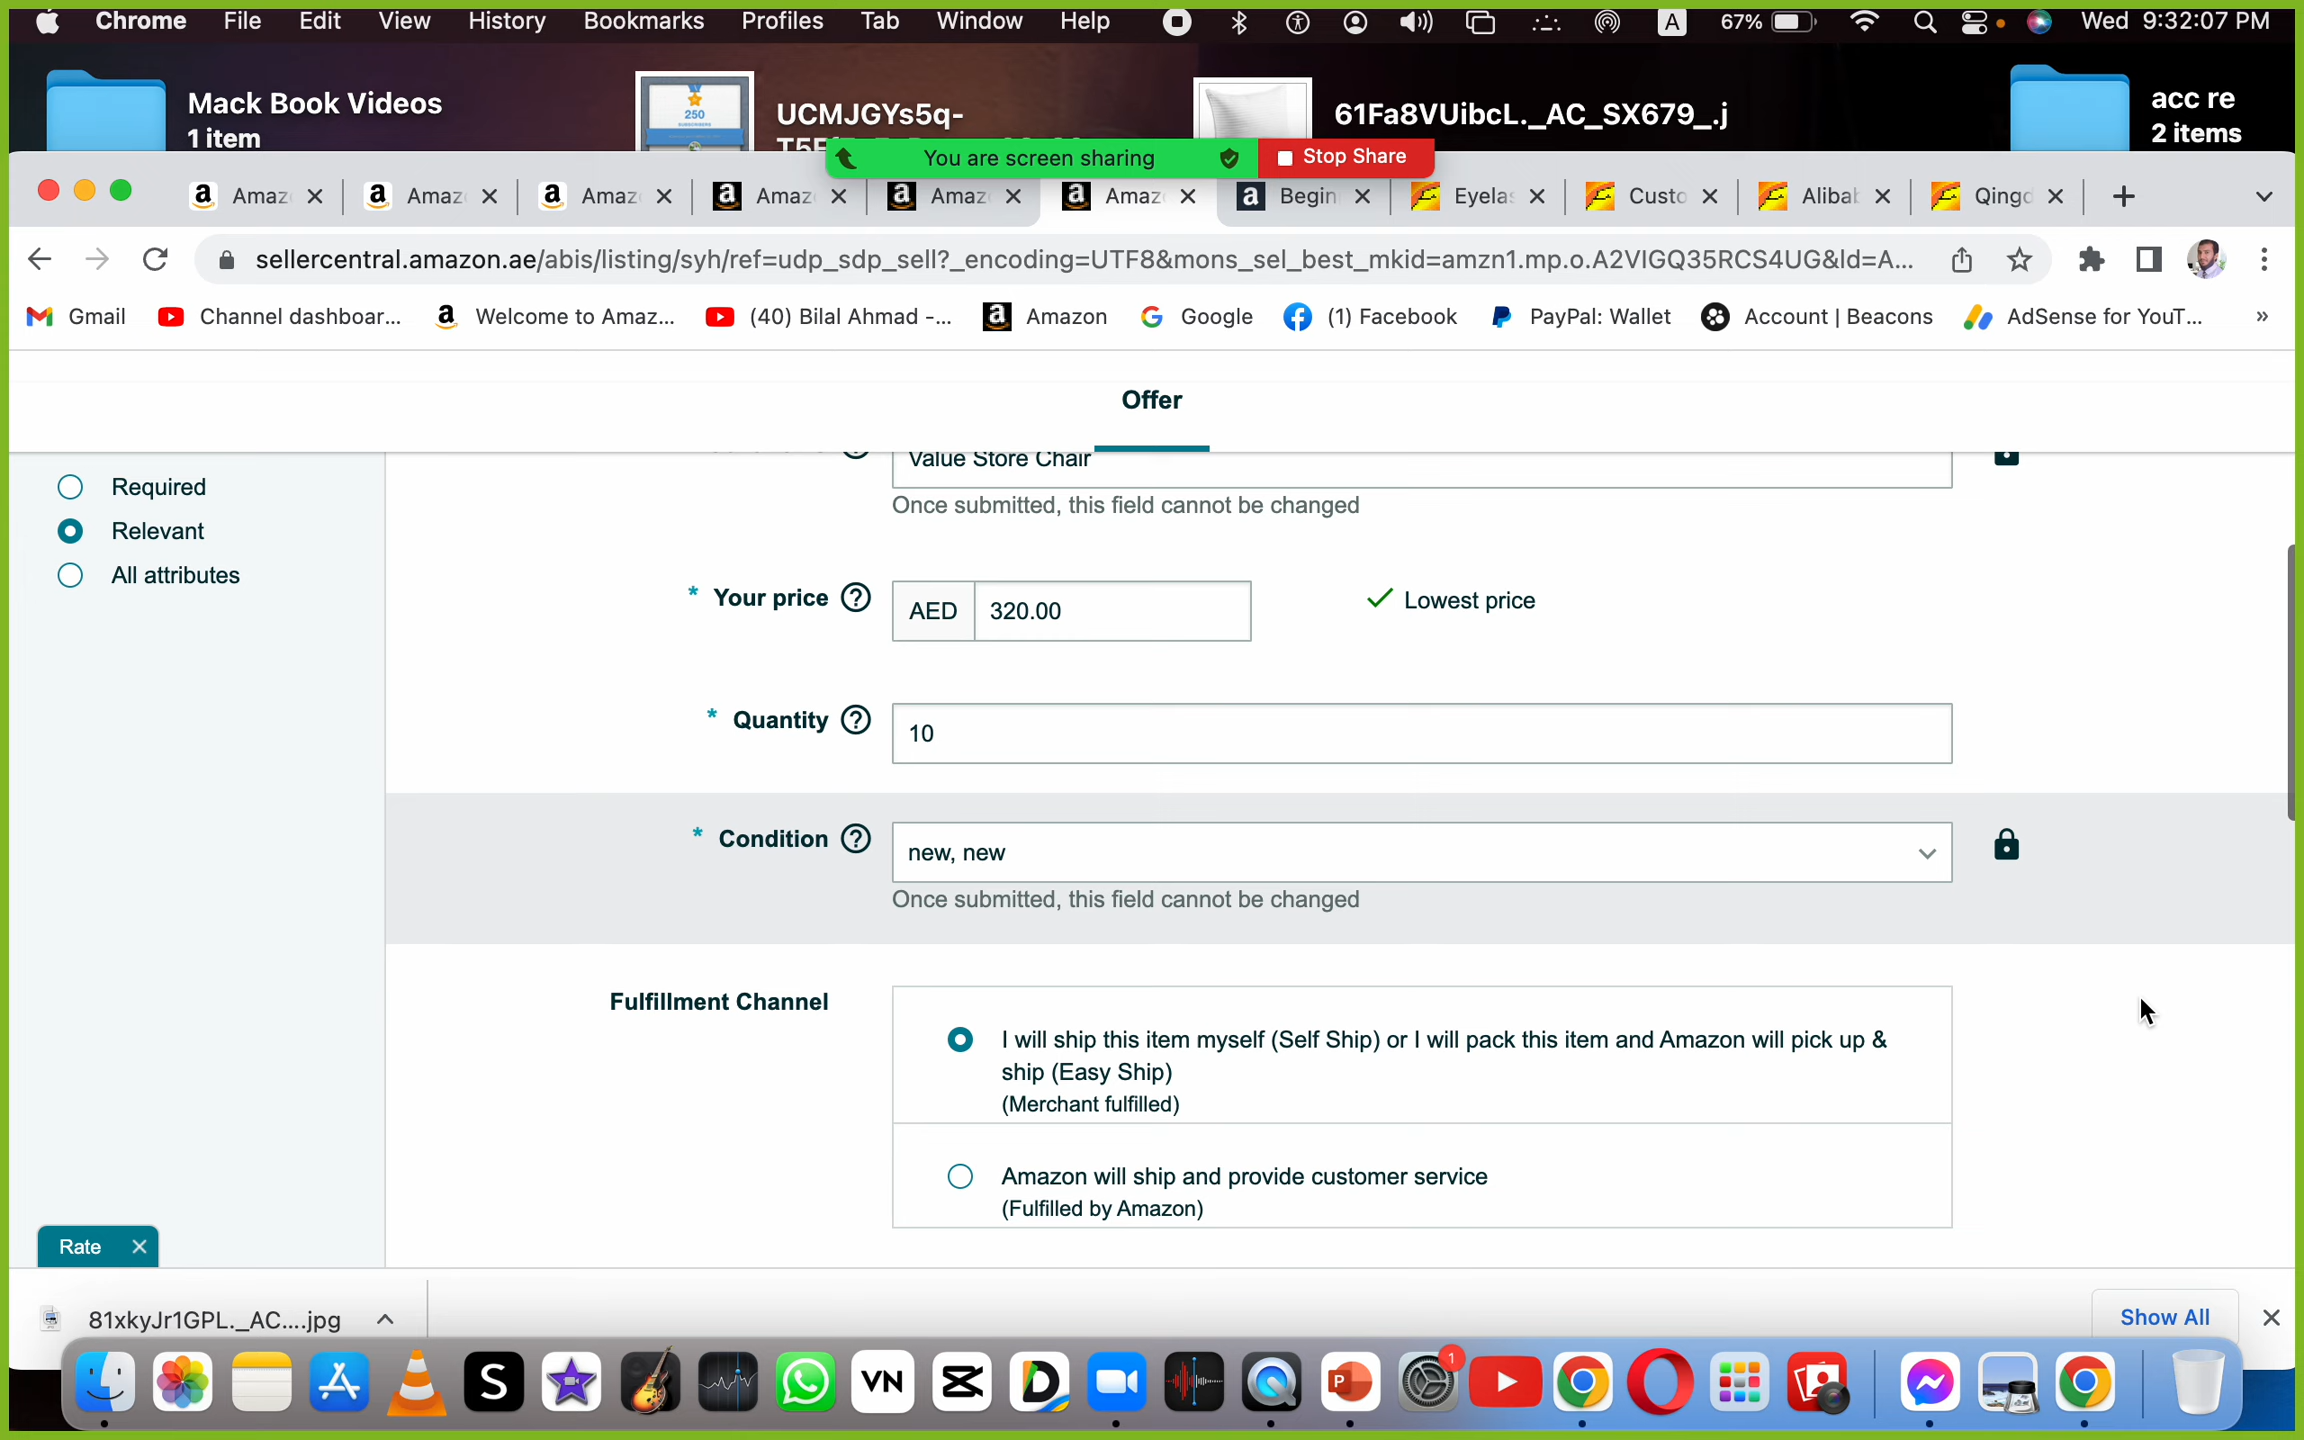 Chrome File Edit View History Bookmarks Profiles Tab Window Help A 67% Wed 9:32:07 PM
Mack Book Videos
1 item
250
UCMJGYs5q-
61Fa8VUibcL._AC_SX679_.j
acc re
2 items
You are screen sharing Stop Share
Amaz Amaz Amaz Amaz Amaz Amaz Begin Eyelas Custo Alibab Qingd
sellercentral.amazon.ae/abis/listing/syh/ref=udp_sdp_sell?_encoding=UTF8&mons_sel_best_mkid=amzn1.mp.o.A2VIGQ35RCS4UG&ld=A...
Gmail Channel dashboar... Welcome to Amaz... (40) Bilal Ahmad -... Amazon Google (1) Facebook PayPal: Wallet Account | Beacons AdSense for YouT... »
Offer
Value Store Chair
Once submitted, this field cannot be changed
Required
Relevant
All attributes
* Your price ? AED 320.00 Lowest price
* Quantity ? 10
* Condition ? new, new
Once submitted, this field cannot be changed
Fulfillment Channel
I will ship this item myself (Self Ship) or I will pack this item and Amazon will pick up &
ship (Easy Ship)
(Merchant fulfilled)
Amazon will ship and provide customer service
(Fulfilled by Amazon)
Rate
81xkyJr1GPL._AC....jpg
Show All
S VN D P 1